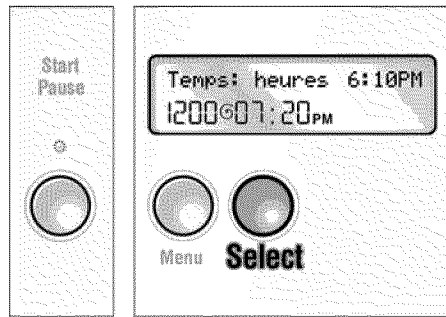 Start
Pause
Temps: heures 6:10PM
1200 07:20PM
Menu
Select